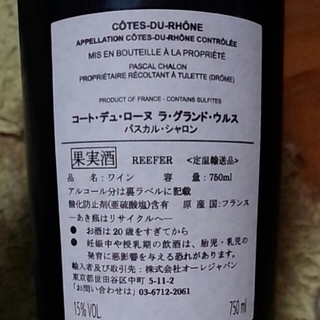 CÔTES-DU-RHÔNE
APPELLATION CÔTES-DU-RHÔNE CONTRÔLÉE
MIS EN BOUTEILLE À LA PROPRIÉTÉ
PASCAL CHALON
PROPRIÉTAIRE RÉCOLTANT À TULETTE (DRÔME)
PRODUCT OF FRANCE - CONTAINS SULFITES
コート・デュ・ローヌ ラ・グランド・ウルス
パスカル・シャロン
果実酒 REEFER <定温輸送品>
品 名：ワイン 容 量：750ml
アルコール分は裏ラベルに記載
酸化防止剤(亜硫酸塩)含有 原 産 国：フランス
―あき瓶はリサイクルへ―
● お酒は20歳をすぎてから
● 妊娠中や授乳期の飲酒は、胎児・乳児の
発育に悪影響を与える恐れがあります。
輸入者及び取引先：株式会社オーレジャパン
東京都世田谷区中町 5-11-2
「お問い合わせは」03-6712-2061
15% VOL. 750 ml